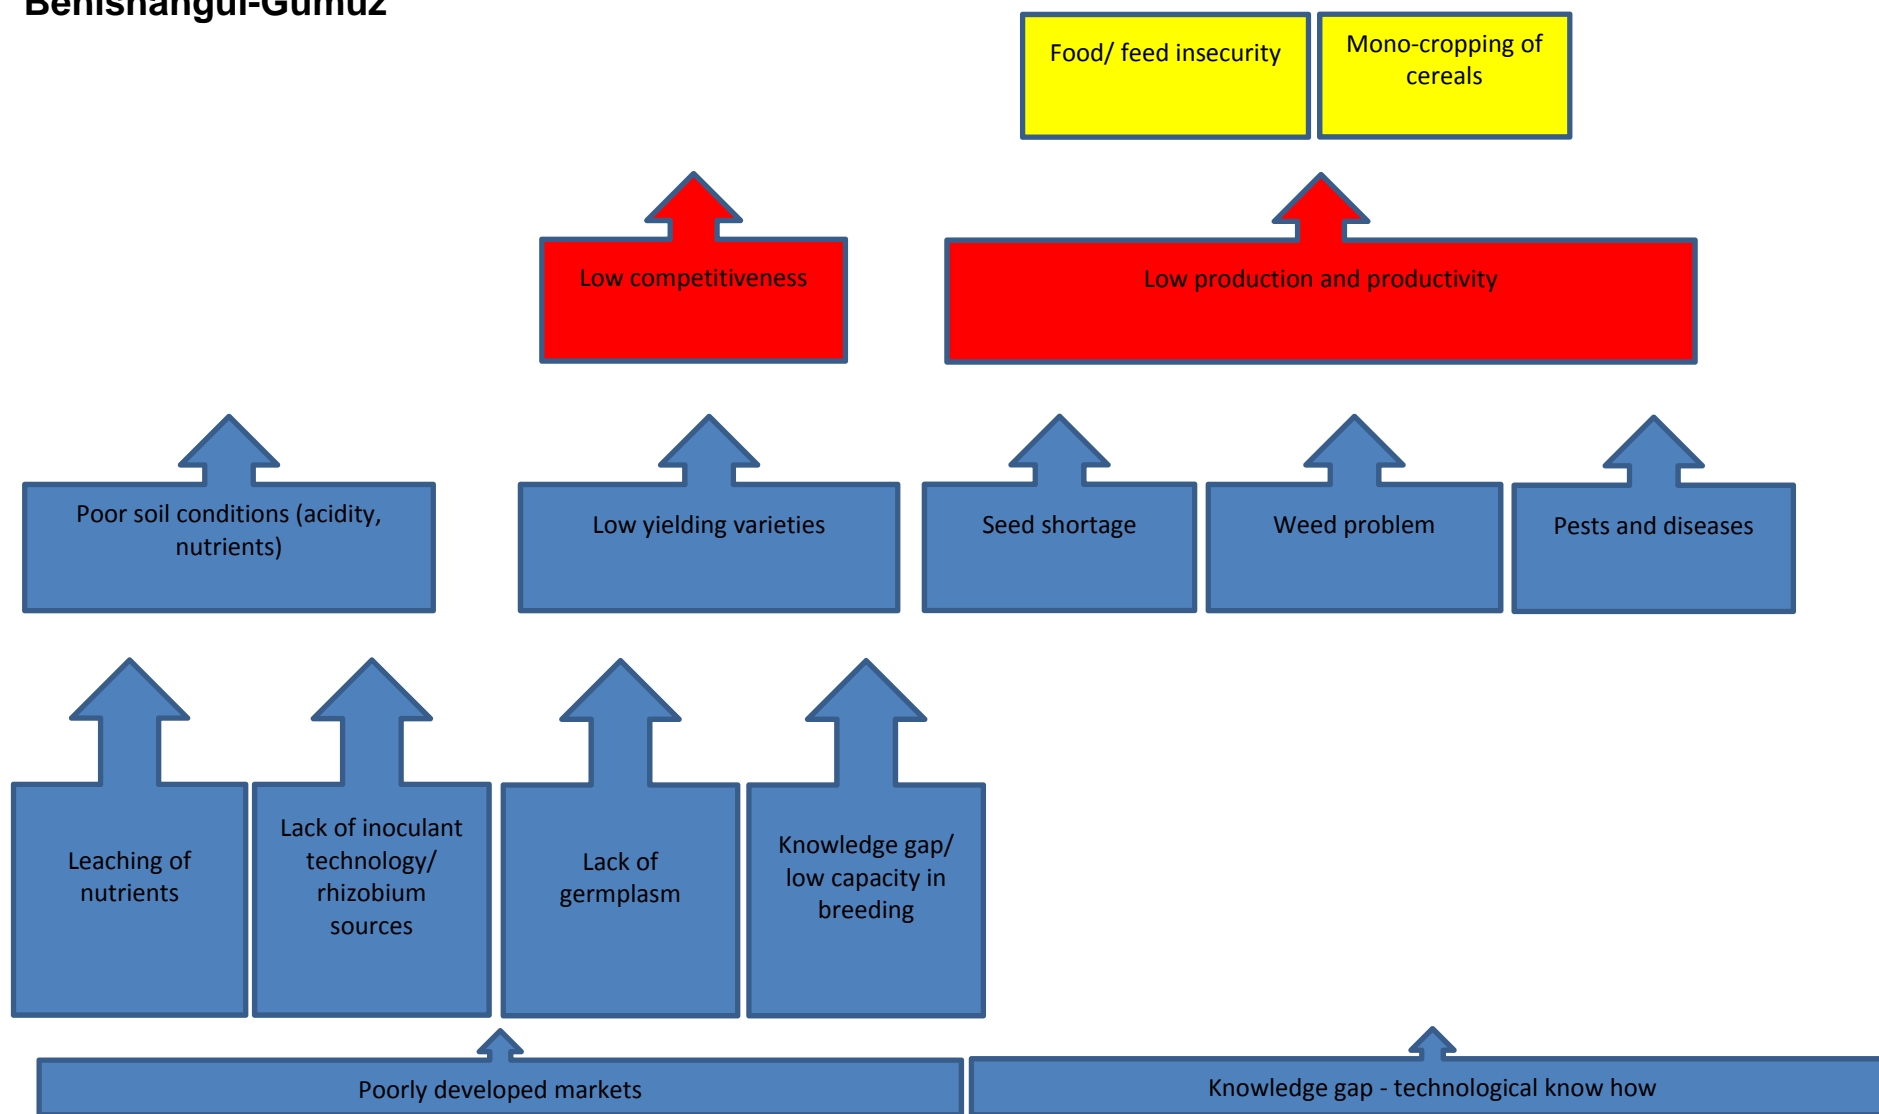 Benishangul-Gumuz
Food/ feed insecurity
Mono-cropping of
cereals
Low competitiveness
Low production and productivity
Poor soil conditions (acidity,
nutrients)
Low yielding varieties
Seed shortage
Weed problem
Pests and diseases
Leaching of
nutrients
Lack of inoculant
technology/
rhizobium
sources
Lack of
germplasm
Knowledge gap/
low capacity in
breeding
Poorly developed markets
Knowledge gap - technological know how